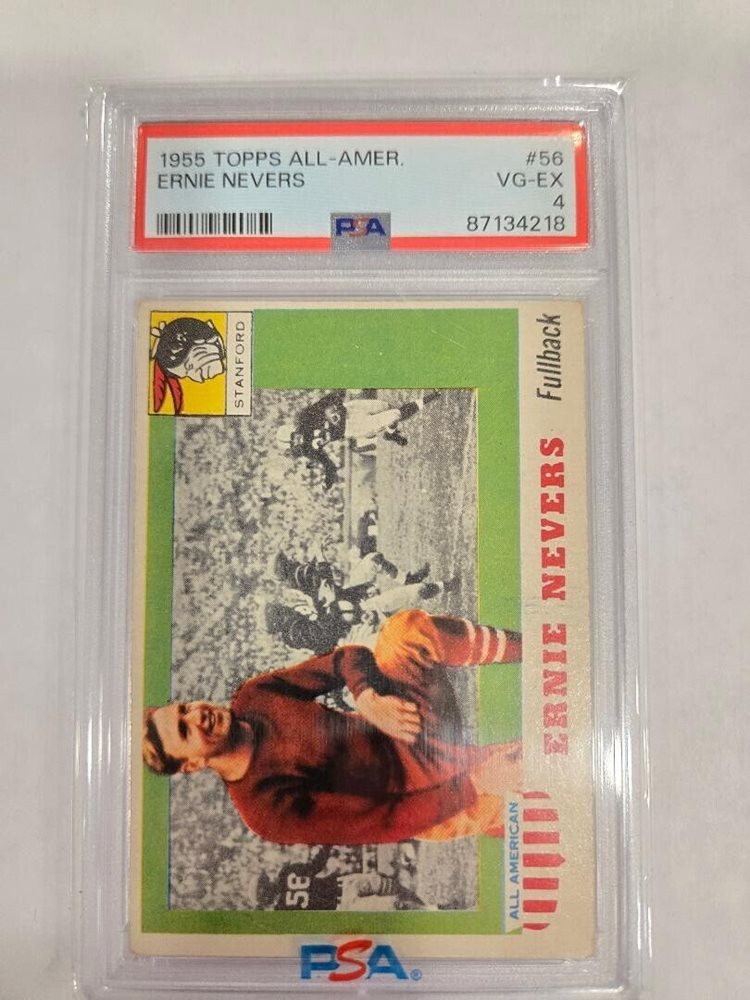 1955 TOPPS ALL-AMER. #56
ERNIE NEVERS VG-EX
4
PSA 87134218
STANFORD
Fullback
ERNIE NEVERS
ALL AMERICAN
58
PSA®